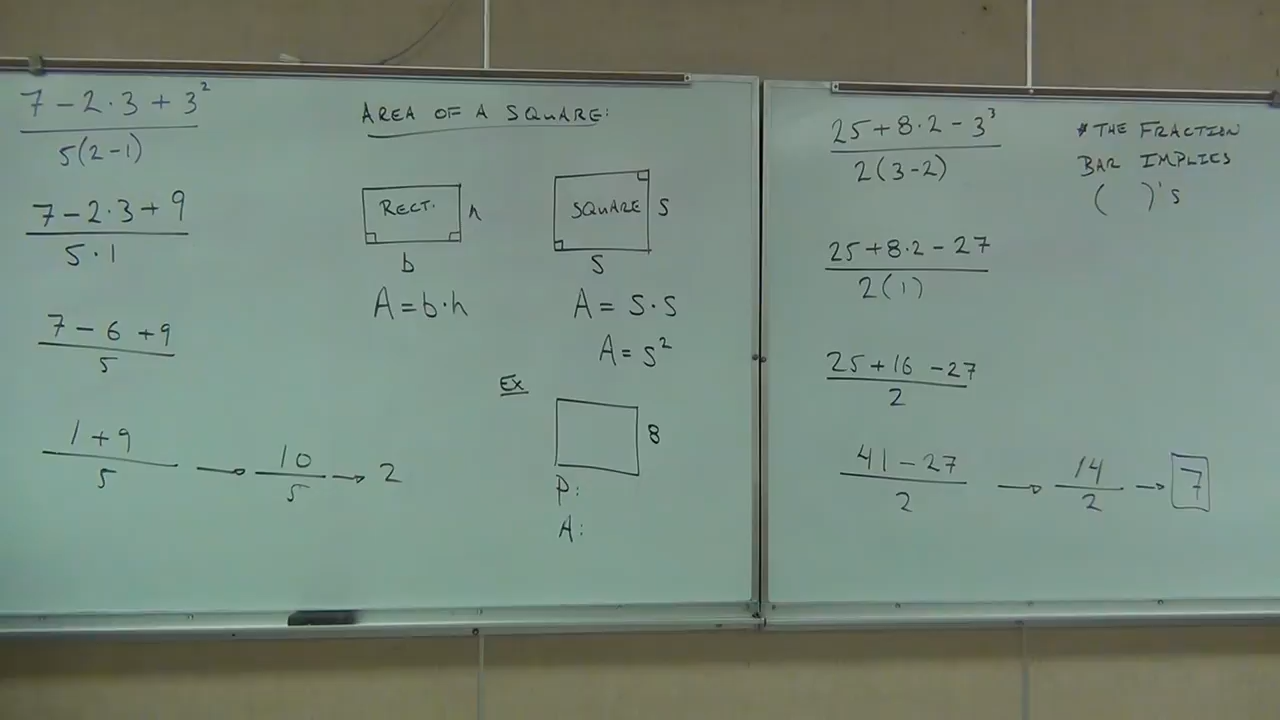 7 - 2 · 3 + 3²
5(2-1)
7 - 2 · 3 + 9
5 · 1
7 - 6 + 9
5
1 + 9
5
→
10
5
→ 2
AREA OF A SQUARE:
RECT.
h
b
A = b · h
SQUARE
S
S
A = S · S
A = S²
Ex
8
P:
A:
25 + 8 · 2 - 3³
2(3-2)
25 + 8 · 2 - 27
2(1)
25 + 16 - 27
2
41 - 27
2
→
14
2
→ 7
* THE FRACTION
BAR IMPLIES
( )'s